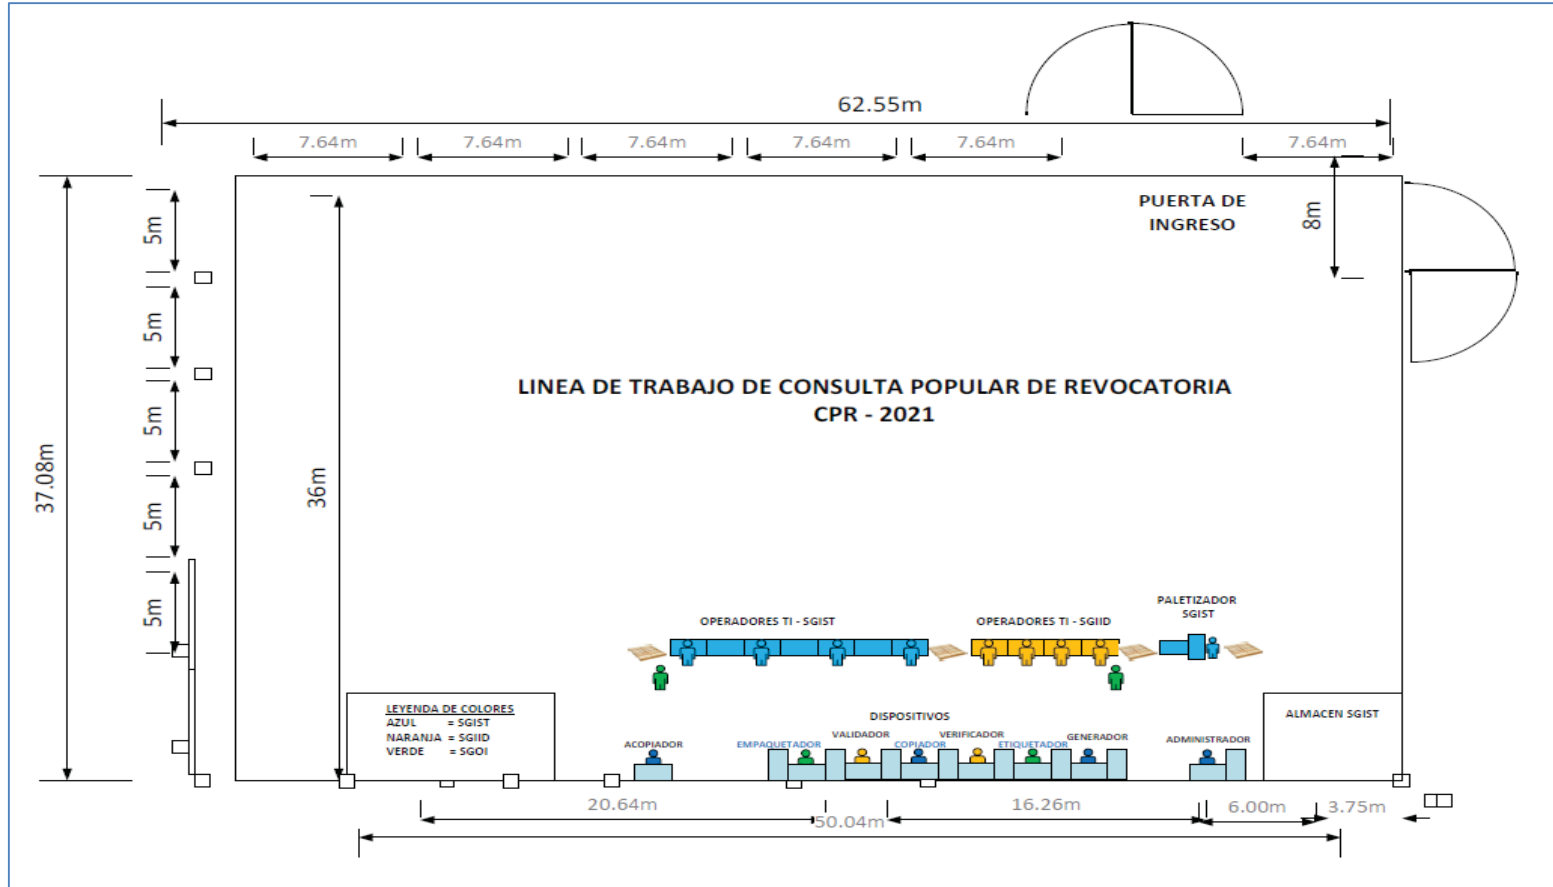 62.55m
7.64m
7.64m
7.64m
7.64m
7.64m
7.64m
PUERTA DE
INGRESO
8m
5m
5m
5m
5m
5m
37.08m
36m
LINEA DE TRABAJO DE CONSULTA POPULAR DE REVOCATORIA
CPR - 2021
OPERADORES TI - SGIST
OPERADORES TI - SGIID
PALETIZADOR
SGIST
LEYENDA DE COLORES
AZUL = SGIST
NARANJA = SGIID
VERDE = SGOI
ACOPIADOR
DISPOSITIVOS
EMPAQUETADOR
VALIDADOR
COPIADOR
VERIFICADOR
ETIQUETADOR
GENERADOR
ADMINISTRADOR
ALMACEN SGIST
20.64m
16.26m
6.00m
3.75m
50.04m